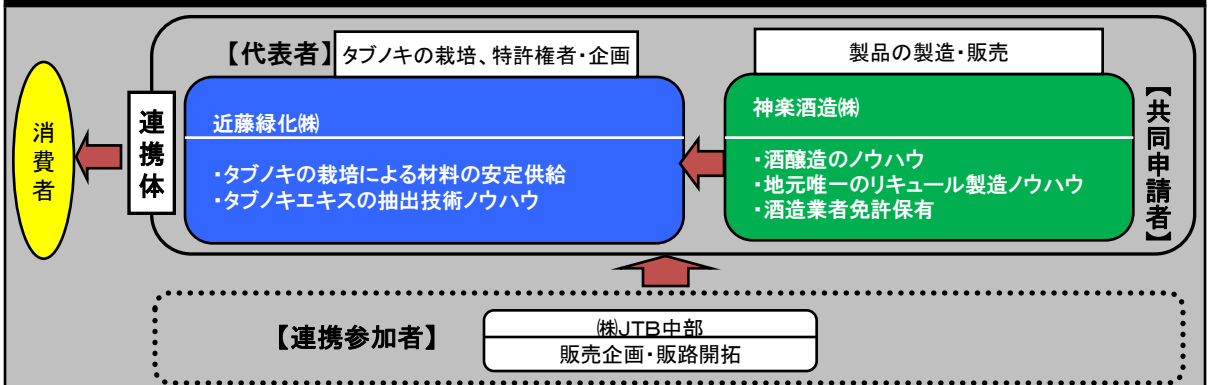 【代表者】
タブノキの栽培、特許権者・企画
製品の製造・販売
消費者
連携体
近藤緑化㈱
・タブノキの栽培による材料の安定供給
・タブノキエキスの抽出技術ノウハウ
神楽酒造㈱
・酒醸造のノウハウ
・地元唯一のリキュール製造ノウハウ
・酒造業者免許保有
【共同申請者】
【連携参加者】
㈱JTB中部
販売企画・販路開拓